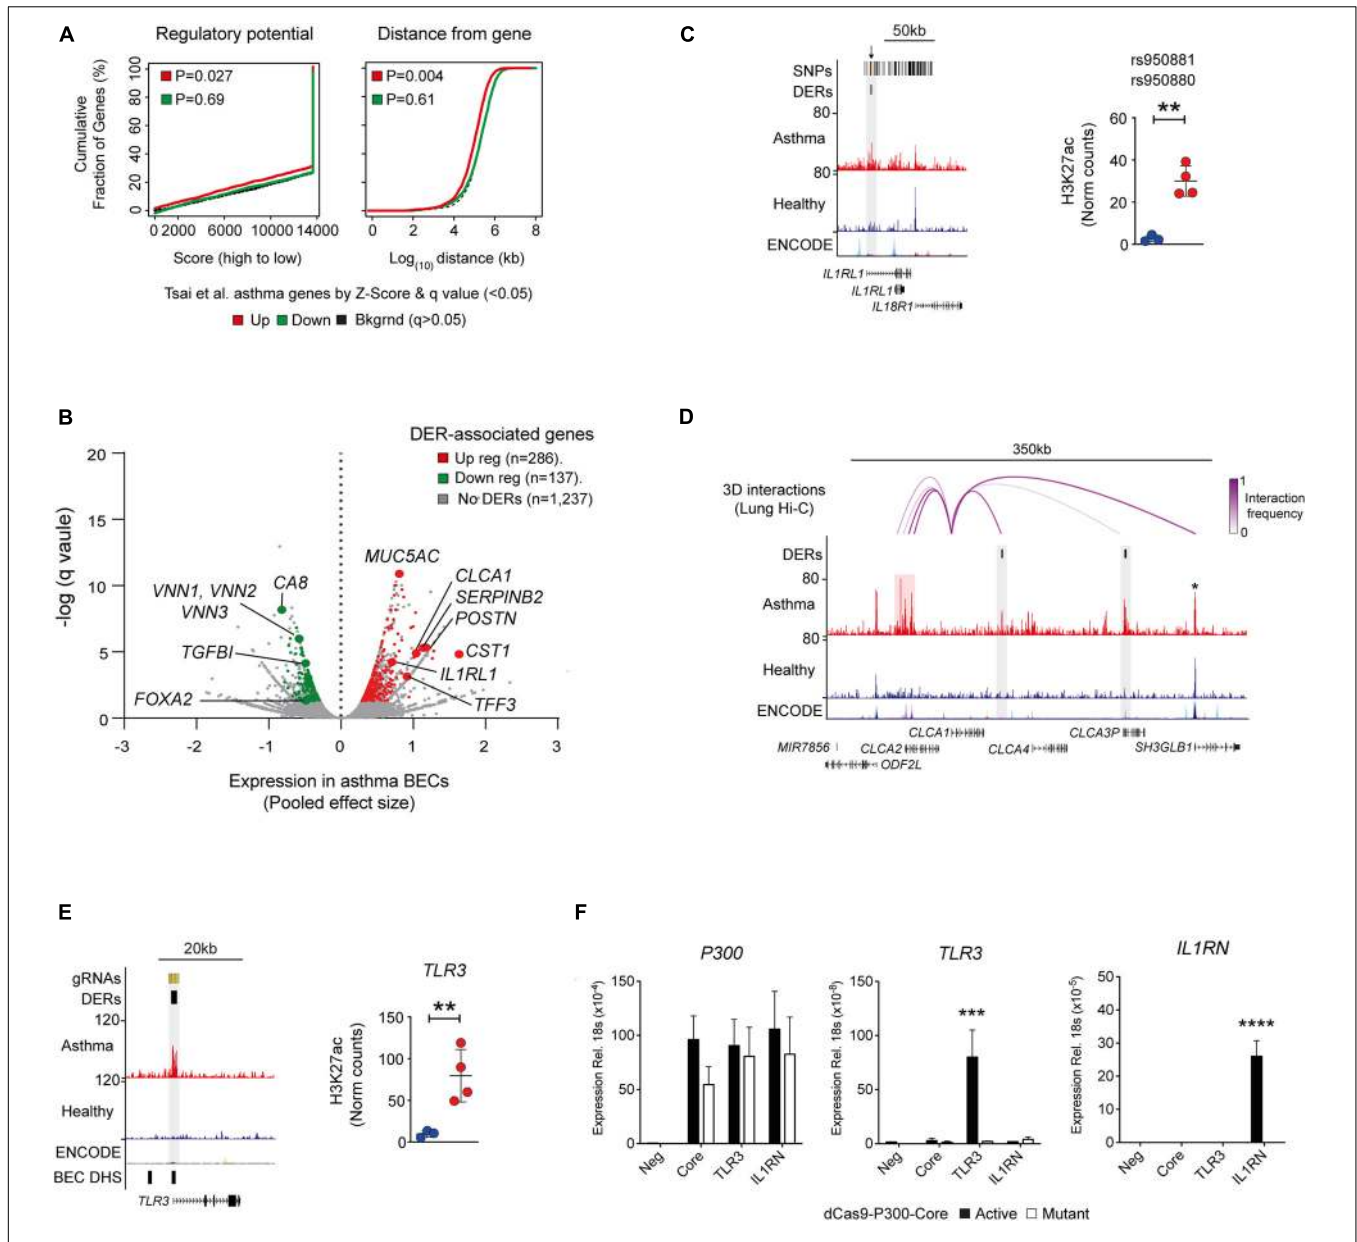 A
Regulatory potential
Distance from gene
Cumulative
Fraction of Genes (%)
100
80
60
40
20
0
P=0.027
P=0.69
0 2000 6000 10000 14000
Score (high to low)
P=0.004
P=0.61
0 2 4 6 8
Log(10) distance (kb)
Tsai et al. asthma genes by Z-Score & q value (<0.05)
Up Down Bkgrnd (q>0.05)
B
DER-associated genes
Up reg (n=286).
Down reg (n=137).
No DERs (n=1,237)
-log (q vaule)
20
15
10
5
0
MUC5AC
CLCA1
SERPINB2
POSTN
CST1
IL1RL1
TFF3
VNN1, VNN2
VNN3
CA8
TGFBI
FOXA2
-3 -2 -1 0 1 2 3
Expression in asthma BECs
(Pooled effect size)
C
50kb
SNPs
DERs
80
Asthma
80
Healthy
ENCODE
IL1RL1
IL1RL1
IL18R1
rs950881
rs950880
**
H3K27ac
(Norm counts)
60
40
20
0
D
350kb
3D interactions
(Lung Hi-C)
1
Interaction
frequency
0
DERs
80
Asthma
*
80
Healthy
ENCODE
CLCA1
CLCA3P
MIR7856
CLCA2
CLCA4
SH3GLB1
ODF2L
E
20kb
gRNAs
DERs
120
Asthma
120
Healthy
ENCODE
BEC DHS
TLR3
TLR3
**
H3K27ac
(Norm counts)
150
100
50
0
F
P300
Expression Rel. 18s (x10-4)
150
100
50
0
Neg Core TLR3 IL1RN
TLR3
Expression Rel. 18s (x10-8)
150
100
50
0
***
Neg Core TLR3 IL1RN
IL1RN
Expression Rel. 18s (x10-5)
50
40
30
20
10
0
****
Neg Core TLR3 IL1RN
dCas9-P300-Core Active Mutant